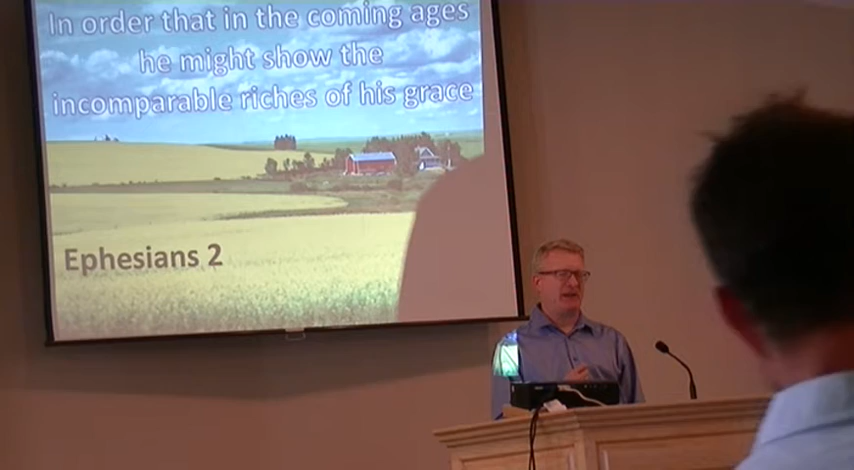 In order that in the coming ages
he might show the
incomparable riches of his grace
Ephesians 2